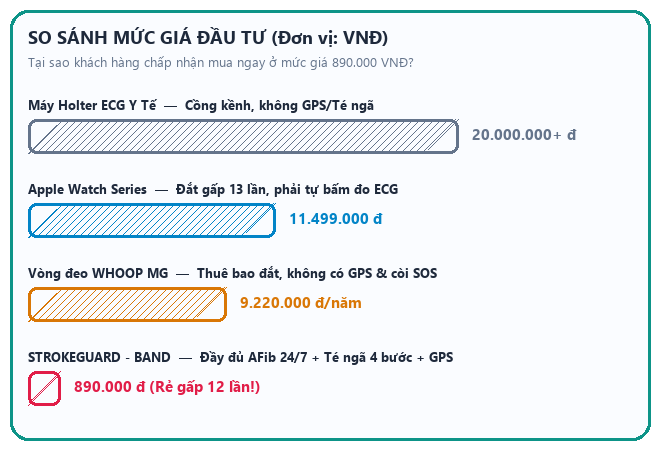 SO SÁNH MỨC GIÁ ĐẦU TƯ (Đơn vị: VNĐ)
Tại sao khách hàng chấp nhận mua ngay ở mức giá 890.000 VNĐ?
Máy Holter ECG Y Tế — Cồng kềnh, không GPS/Té ngã
20.000.000+ đ
Apple Watch Series — Đắt gấp 13 lần, phải tự bấm đo ECG
11.499.000 đ
Vòng đeo WHOOP MG — Thuê bao đắt, không có GPS & còi SOS
9.220.000 đ/năm
STROKEGUARD - BAND — Đầy đủ AFib 24/7 + Té ngã 4 bước + GPS
890.000 đ (Rẻ gấp 12 lần!)